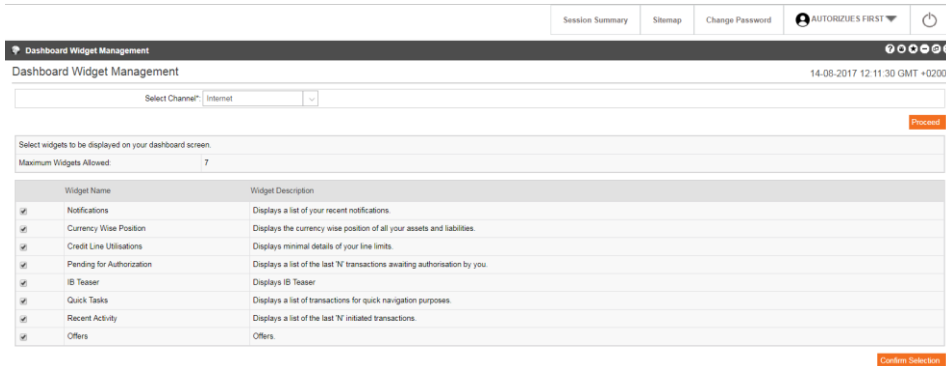 Session Summary Sitemap Change Password AUTORIZUES FIRST
Dashboard Widget Management
Dashboard Widget Management 14-08-2017 12:11:30 GMT +0200
Select Channel*: Internet
Proceed
Select widgets to be displayed on your dashboard screen.
Maximum Widgets Allowed: 7
Widget Name Widget Description
Notifications Displays a list of your recent notifications.
Currency Wise Position Displays the currency wise position of all your assets and liabilities.
Credit Line Utilisations Displays minimal details of your line limits.
Pending for Authorization Displays a list of the last 'N' transactions awaiting authorisation by you.
IB Teaser Displays IB Teaser
Quick Tasks Displays a list of transactions for quick navigation purposes.
Recent Activity Displays a list of the last 'N' initiated transactions.
Offers Offers.
Confirm Selection